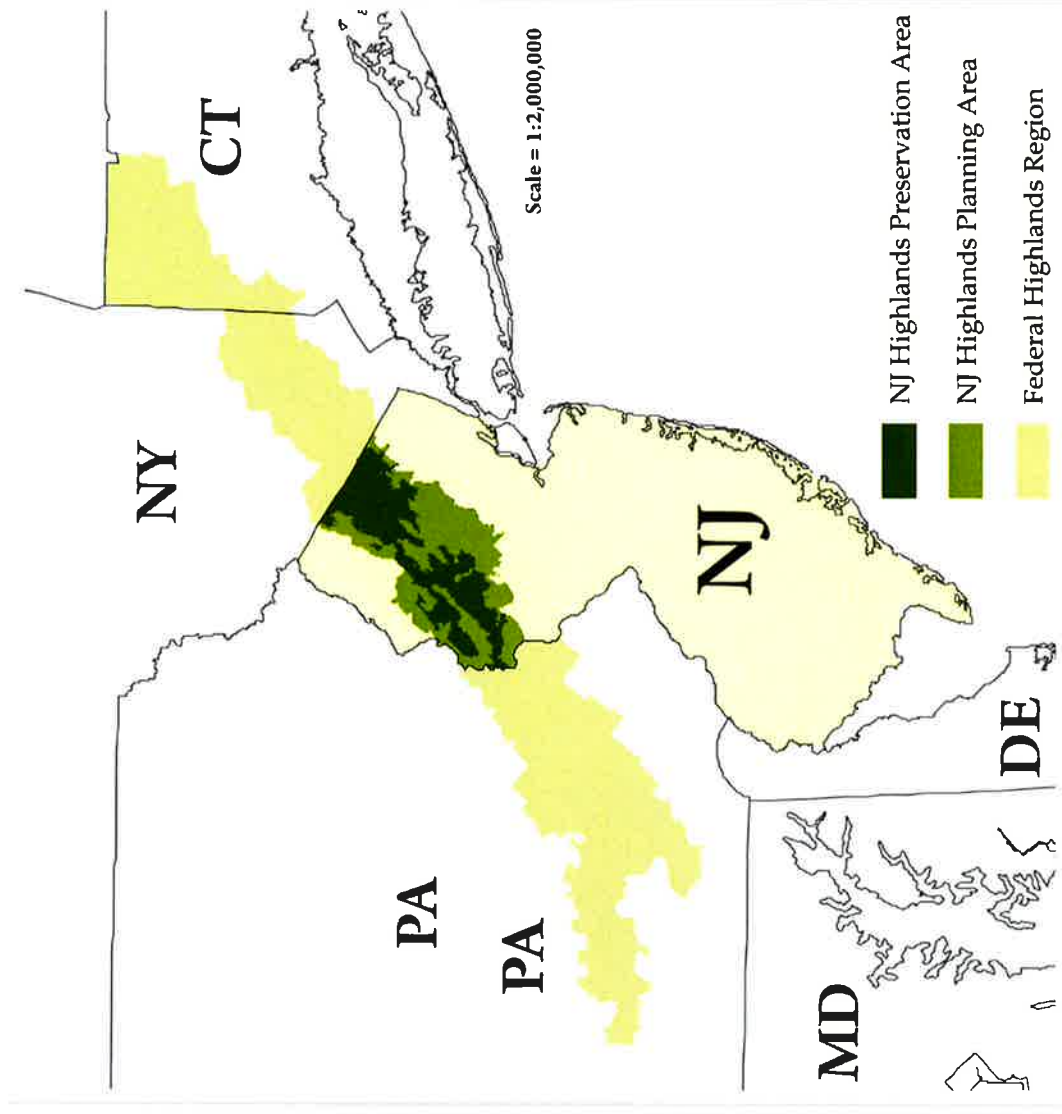 NY
CT
PA
PA
NJ
MD
DE
Scale = 1:2,000,000
NJ Highlands Preservation Area
NJ Highlands Planning Area
Federal Highlands Region